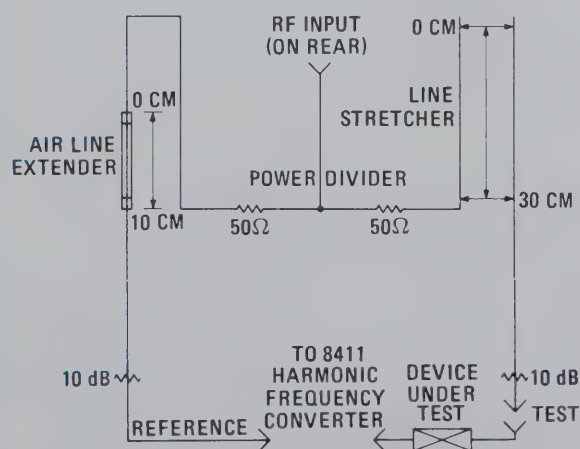 RF INPUT
(ON REAR)
0 CM
LINE
STRETCHER
30 CM
0 CM
AIR LINE
EXTENDER
10 CM
POWER DIVIDER
50Ω
50Ω
10 dB
TO 8411
HARMONIC
FREQUENCY
CONVERTER
DEVICE
UNDER
TEST
10 dB
TEST
REFERENCE